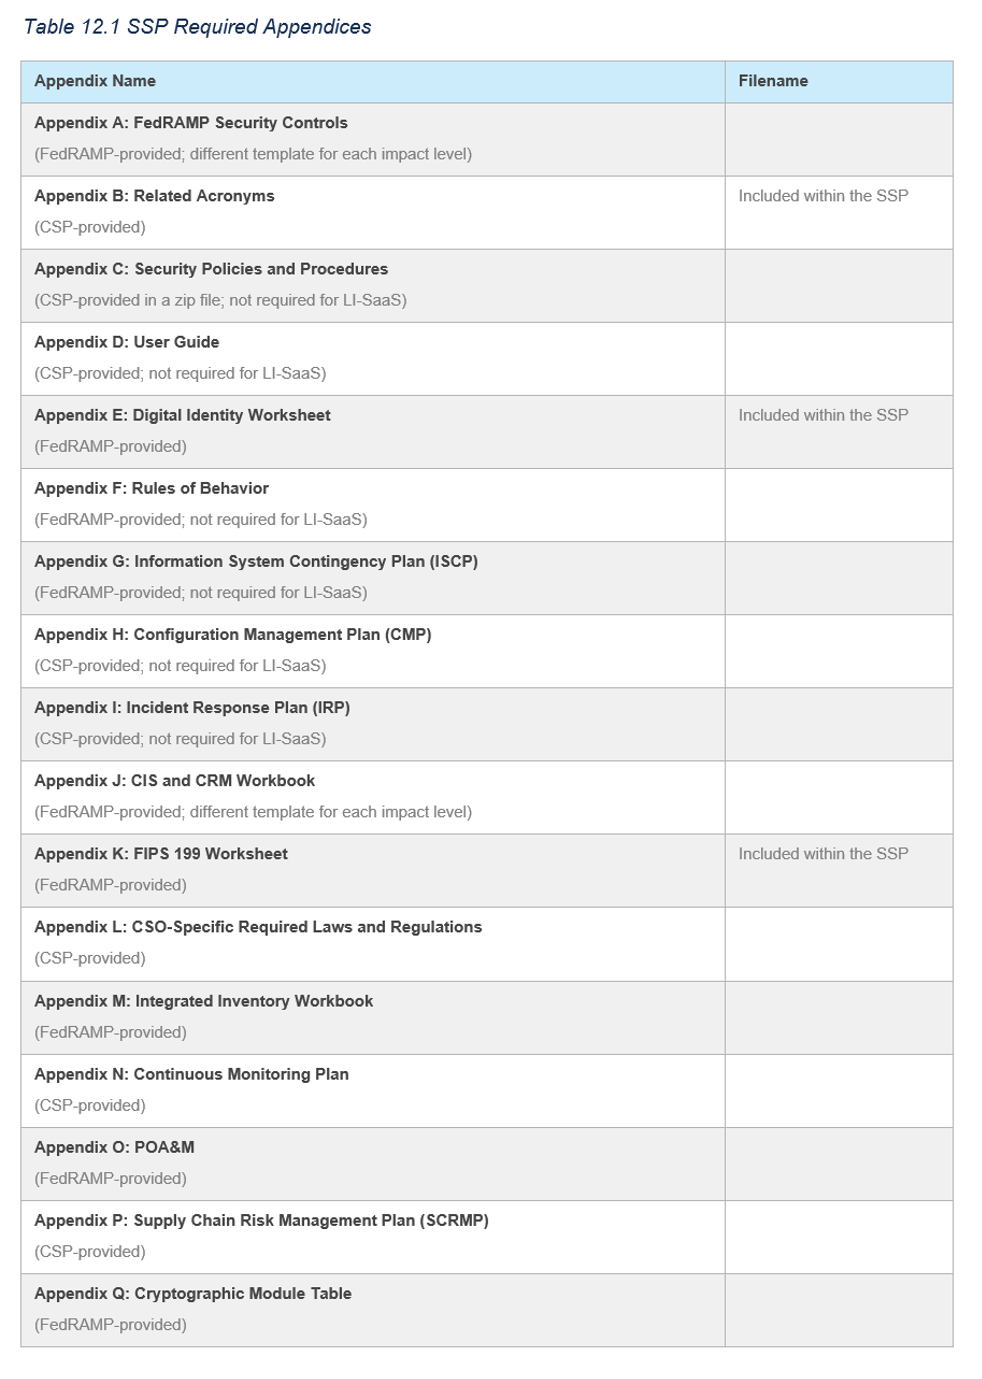 Table 12.1 SSP Required Appendices
Appendix Name
Filename
Appendix A: FedRAMP Security Controls
(FedRAMP-provided; different template for each impact level)
Appendix B: Related Acronyms
Included within the SSP
(CSP-provided)
Appendix C: Security Policies and Procedures
(CSP-provided in a zip file; not required for LI-SaaS)
Appendix D: User Guide
(CSP-provided; not required for LI-SaaS)
Appendix E: Digital Identity Worksheet
Included within the SSP
(FedRAMP-provided)
Appendix F: Rules of Behavior
(FedRAMP-provided; not required for LI-SaaS)
Appendix G: Information System Contingency Plan (ISCP)
(FedRAMP-provided; not required for LI-SaaS)
Appendix H: Configuration Management Plan (CMP)
(CSP-provided; not required for LI-SaaS)
Appendix I: Incident Response Plan (IRP)
(CSP-provided; not required for LI-SaaS)
Appendix J: CIS and CRM Workbook
(FedRAMP-provided; different template for each impact level)
Appendix K: FIPS 199 Worksheet
Included within the SSP
(FedRAMP-provided)
Appendix L: CSO-Specific Required Laws and Regulations
(CSP-provided)
Appendix M: Integrated Inventory Workbook
(FedRAMP-provided)
Appendix N: Continuous Monitoring Plan
(CSP-provided)
Appendix O: POA&M
(FedRAMP-provided)
Appendix P: Supply Chain Risk Management Plan (SCRMP)
(CSP-provided)
Appendix Q: Cryptographic Module Table
(FedRAMP-provided)